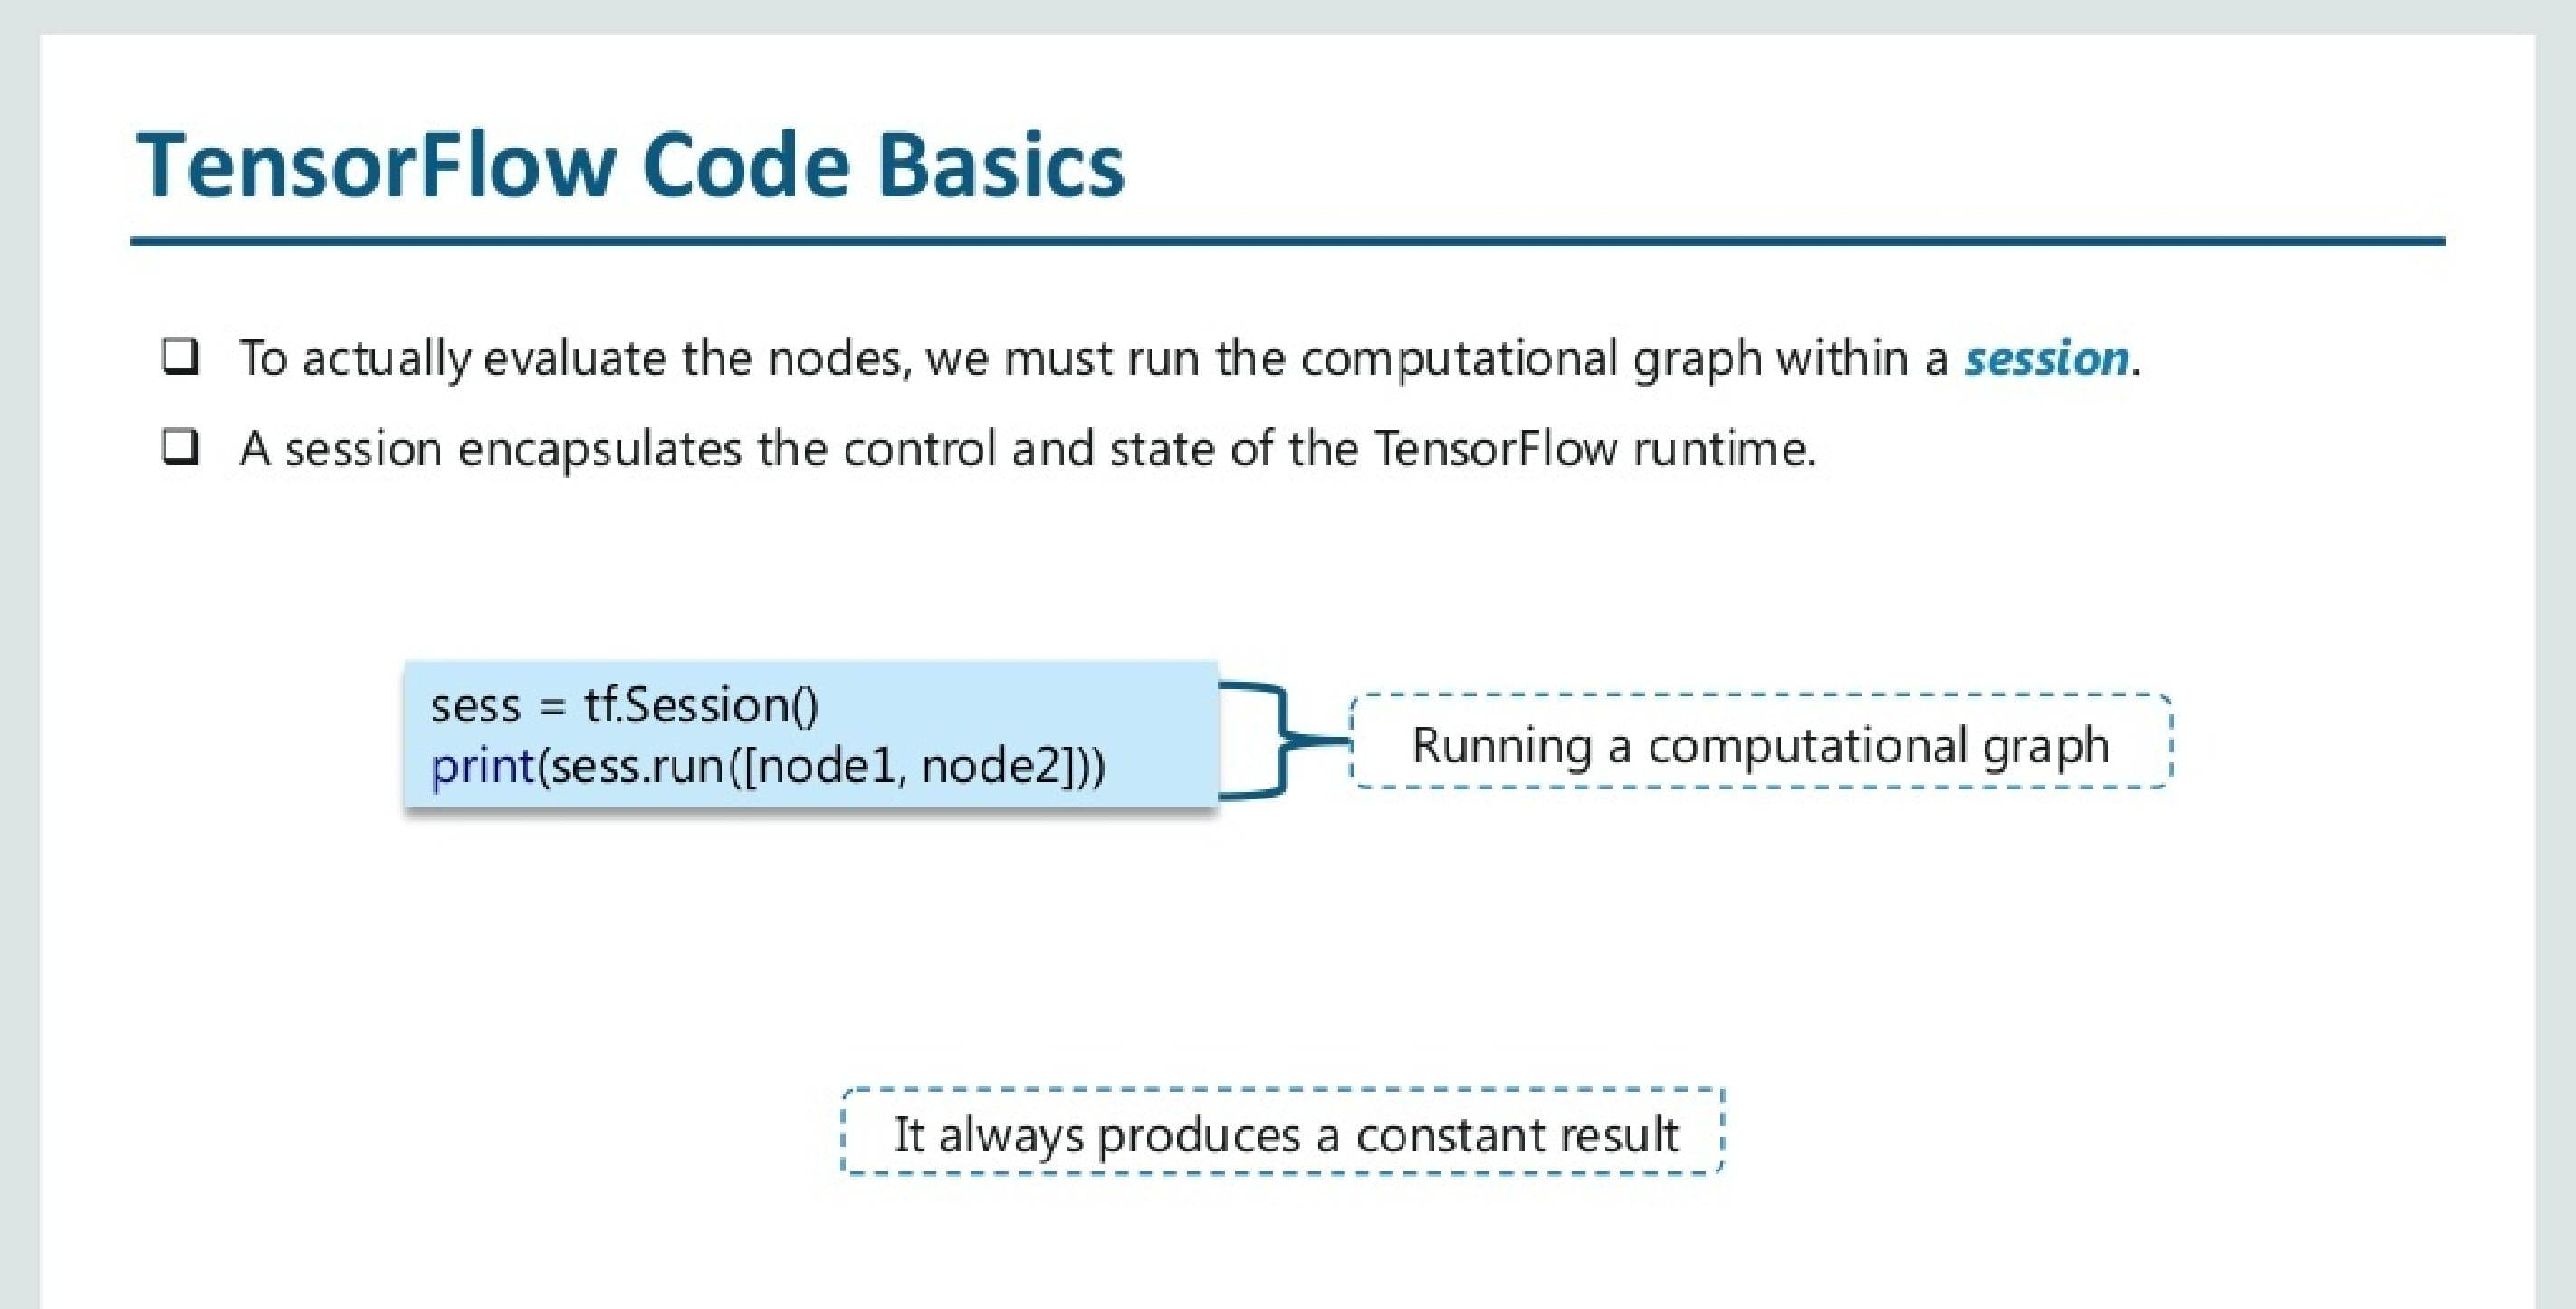 TensorFlow Code Basics
To actually evaluate the nodes, we must run the computational graph within a session.
A session encapsulates the control and state of the TensorFlow runtime.
sess = tf.Session()
print(sess.run([node1, node2]))
Running a computational graph
It always produces a constant result